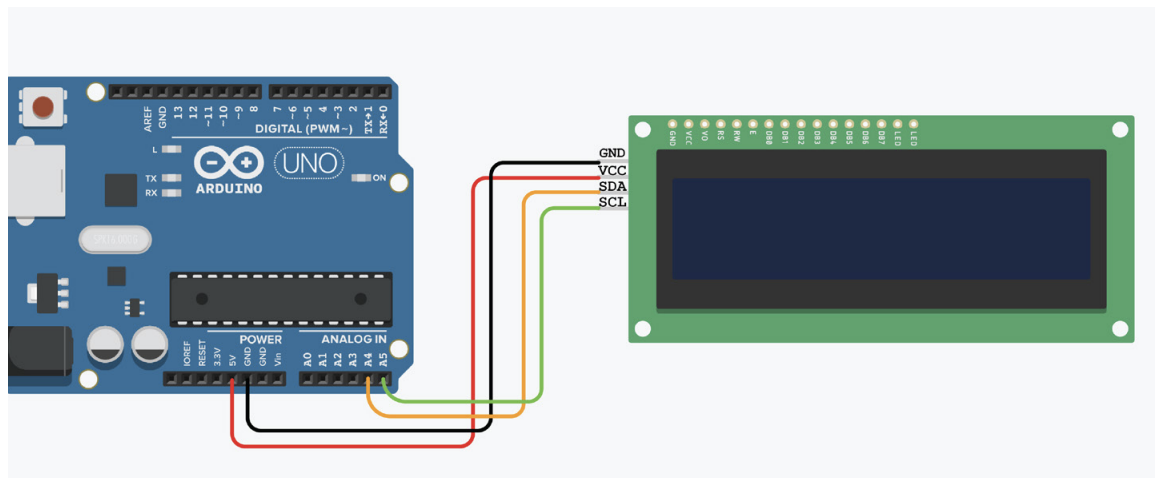 AREF
GND
13
12
~11
~10
~9
8
7
~6
~5
4
~3
2
TX→1
RX←0
DIGITAL (PWM~)
L
TX
RX
UNO
ARDUINO
ON
GND
VCC
SDA
SCL
GND
VCC
VO
RS
RW
E
DB0
DB1
DB2
DB3
DB4
DB5
DB6
DB7
LED
LED
POWER
ANALOG IN
IOREF
RESET
3.3V
5V
GND
GND
Vin
A0
A1
A2
A3
A4
A5